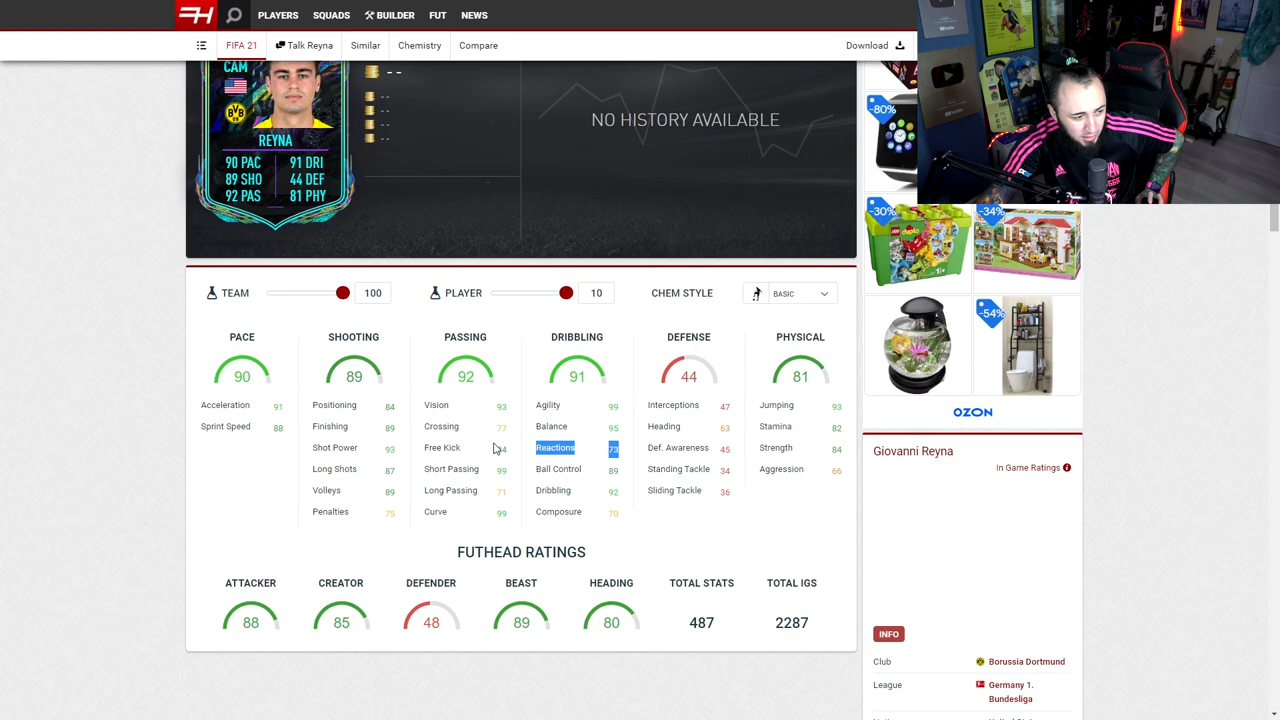 FH PLAYERS SQUADS BUILDER FUT NEWS
FIFA 21 Talk Reyna Similar Chemistry Compare Download
CAM
REYNA
90 PAC 91 DRI
89 SHO 44 DEF
92 PAS 81 PHY
--
--
--
--
--
NO HISTORY AVAILABLE
-80%
-30%
-34%
-54%
OZON
TEAM 100 PLAYER 10 CHEM STYLE BASIC
PACE SHOOTING PASSING DRIBBLING DEFENSE PHYSICAL
90 89 92 91 44 81
Acceleration 91 Positioning 84 Vision 93 Agility 99 Interceptions 47 Jumping 93
Sprint Speed 88 Finishing 89 Crossing 77 Balance 95 Heading 63 Stamina 82
Shot Power 93 Free Kick 4 Reactions 73 Def. Awareness 45 Strength 84
Long Shots 87 Short Passing 99 Ball Control 89 Standing Tackle 34 Aggression 66
Volleys 89 Long Passing 71 Dribbling 92 Sliding Tackle 36
Penalties 75 Curve 99 Composure 70
FUTHEAD RATINGS
ATTACKER CREATOR DEFENDER BEAST HEADING TOTAL STATS TOTAL IGS
88 85 48 89 80 487 2287
Giovanni Reyna
In Game Ratings
INFO
Club Borussia Dortmund
League Germany 1.
Bundesliga